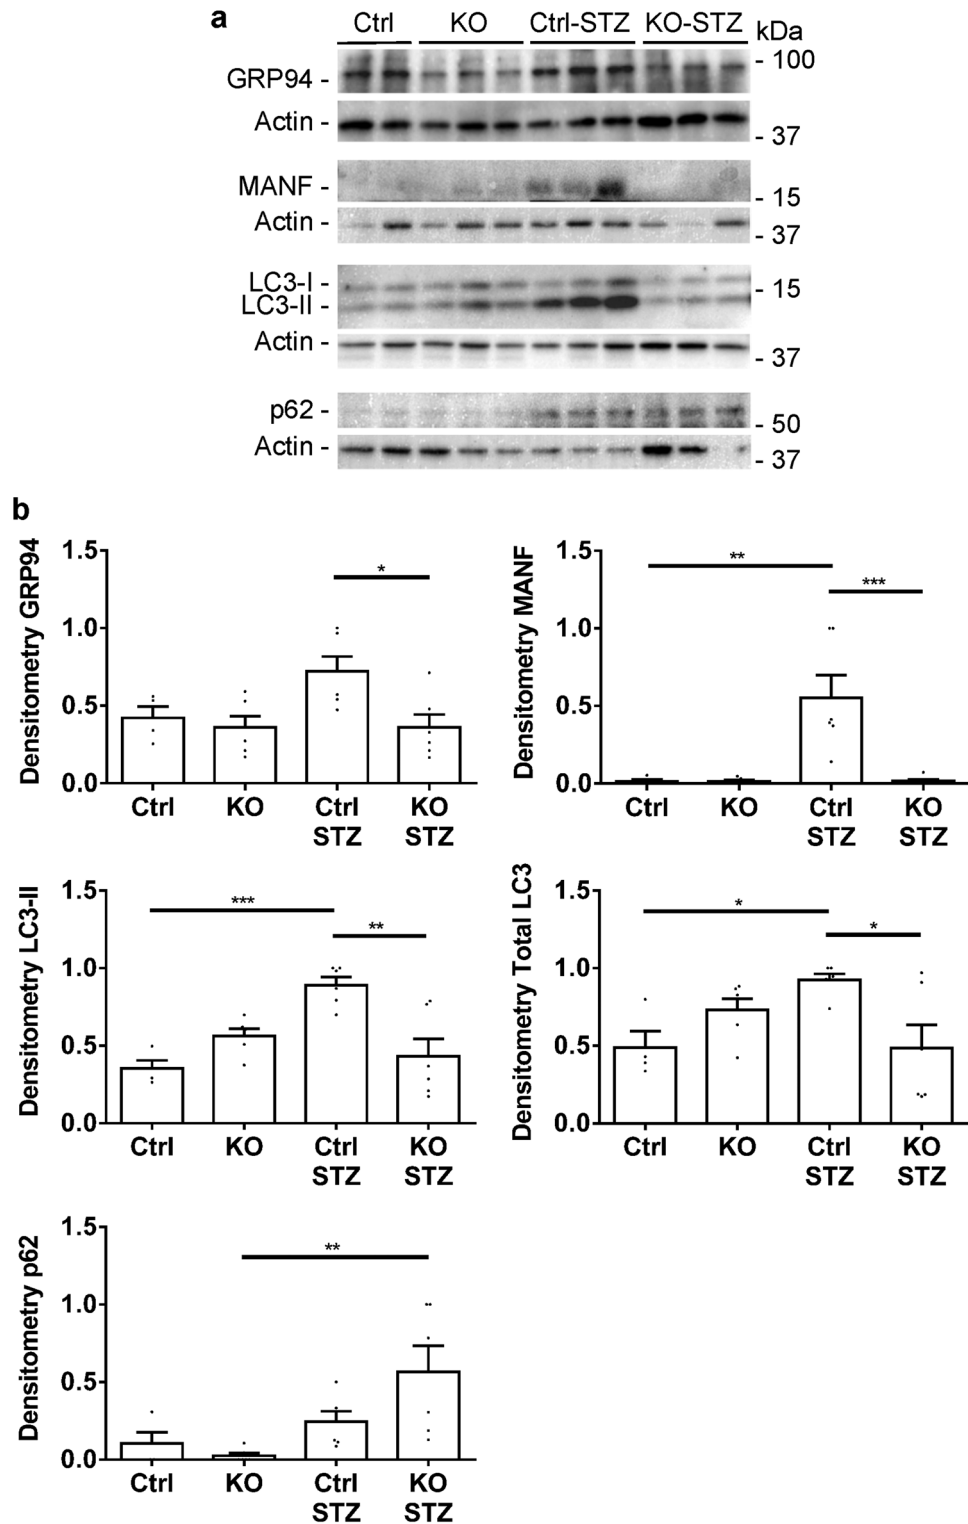 a
Ctrl KO Ctrl-STZ KO-STZ kDa
- 100
GRP94 -
Actin -
- 37
MANF -
- 15
Actin -
- 37
LC3-I -
- 15
LC3-II -
Actin -
- 37
p62 -
- 50
Actin -
- 37
b
Densitometry GRP94
1.5
1.0
0.5
0.0
*
Ctrl KO Ctrl KO
STZ STZ
Densitometry MANF
1.5
1.0
0.5
0.0
**
***
Ctrl KO Ctrl KO
STZ STZ
Densitometry LC3-II
1.5
1.0
0.5
0.0
***
**
Ctrl KO Ctrl KO
STZ STZ
Densitometry Total LC3
1.5
1.0
0.5
0.0
*
*
Ctrl KO Ctrl KO
STZ STZ
Densitometry p62
1.5
1.0
0.5
0.0
**
Ctrl KO Ctrl KO
STZ STZ